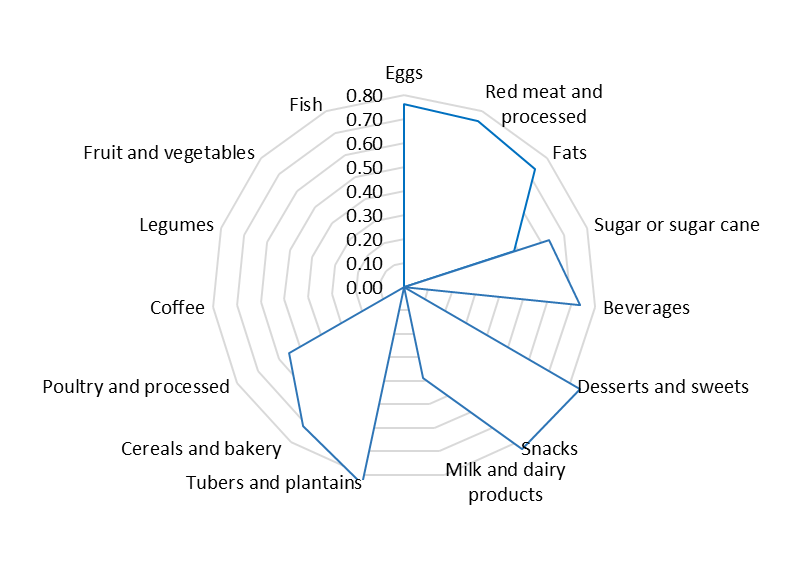 Eggs
Red meat and
processed
Fats
Sugar or sugar cane
Beverages
Desserts and sweets
Snacks
Milk and dairy
products
Tubers and plantains
Cereals and bakery
Poultry and processed
Coffee
Legumes
Fruit and vegetables
Fish
0.80
0.70
0.60
0.50
0.40
0.30
0.20
0.10
0.00